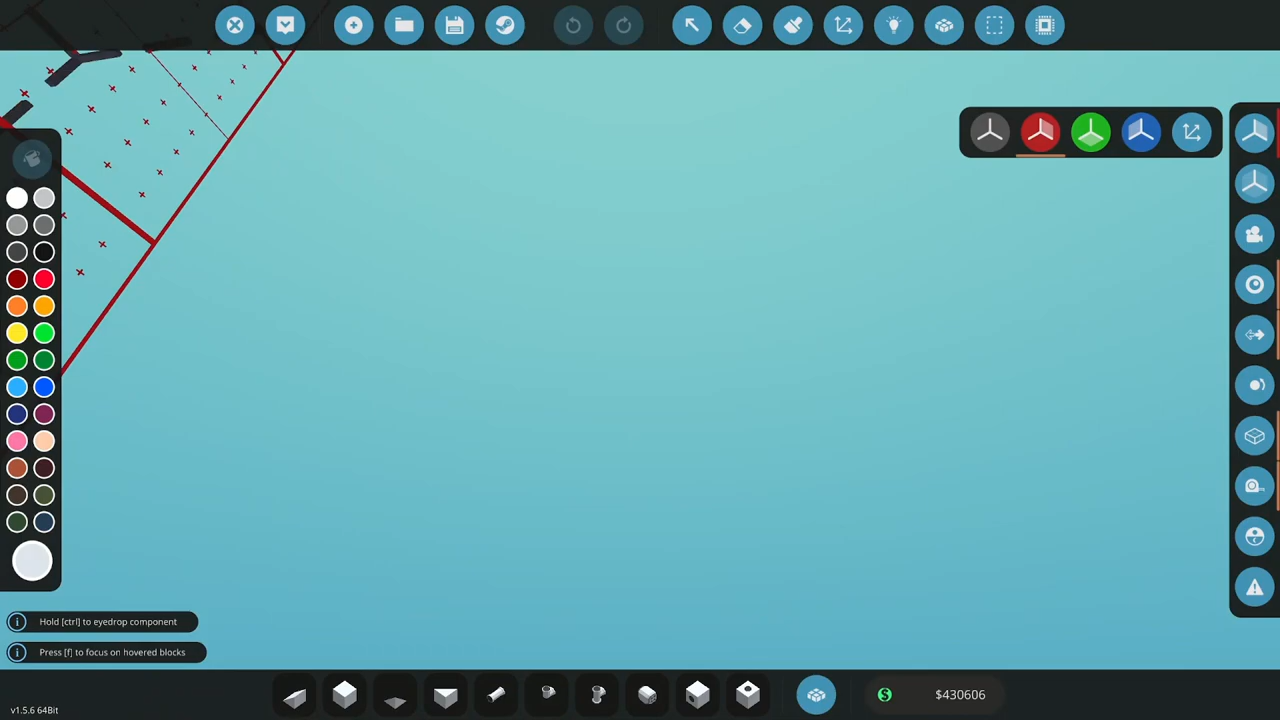 Hold [ctrl] to eyedrop component
Press [f] to focus on hovered blocks
v1.5.6 64Bit
$430606